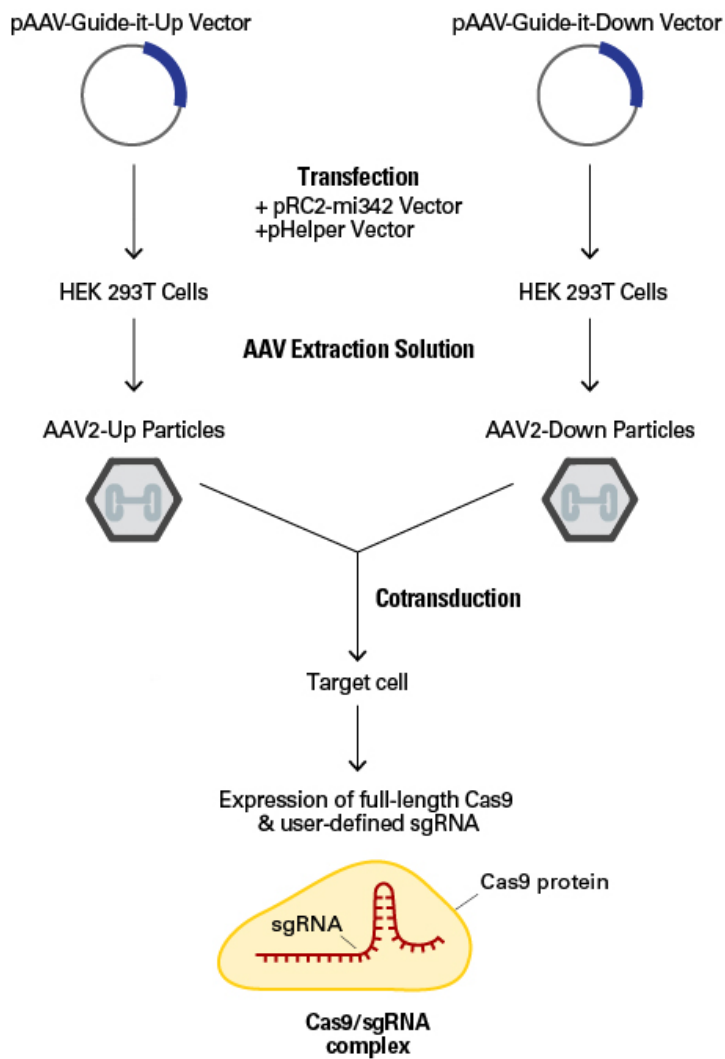 pAAV-Guide-it-Up Vector
pAAV-Guide-it-Down Vector
Transfection
+ pRC2-mi342 Vector
+pHelper Vector
HEK 293T Cells
HEK 293T Cells
AAV Extraction Solution
AAV2-Up Particles
AAV2-Down Particles
Cotransduction
Target cell
Expression of full-length Cas9
& user-defined sgRNA
Cas9 protein
sgRNA
Cas9/sgRNA
complex